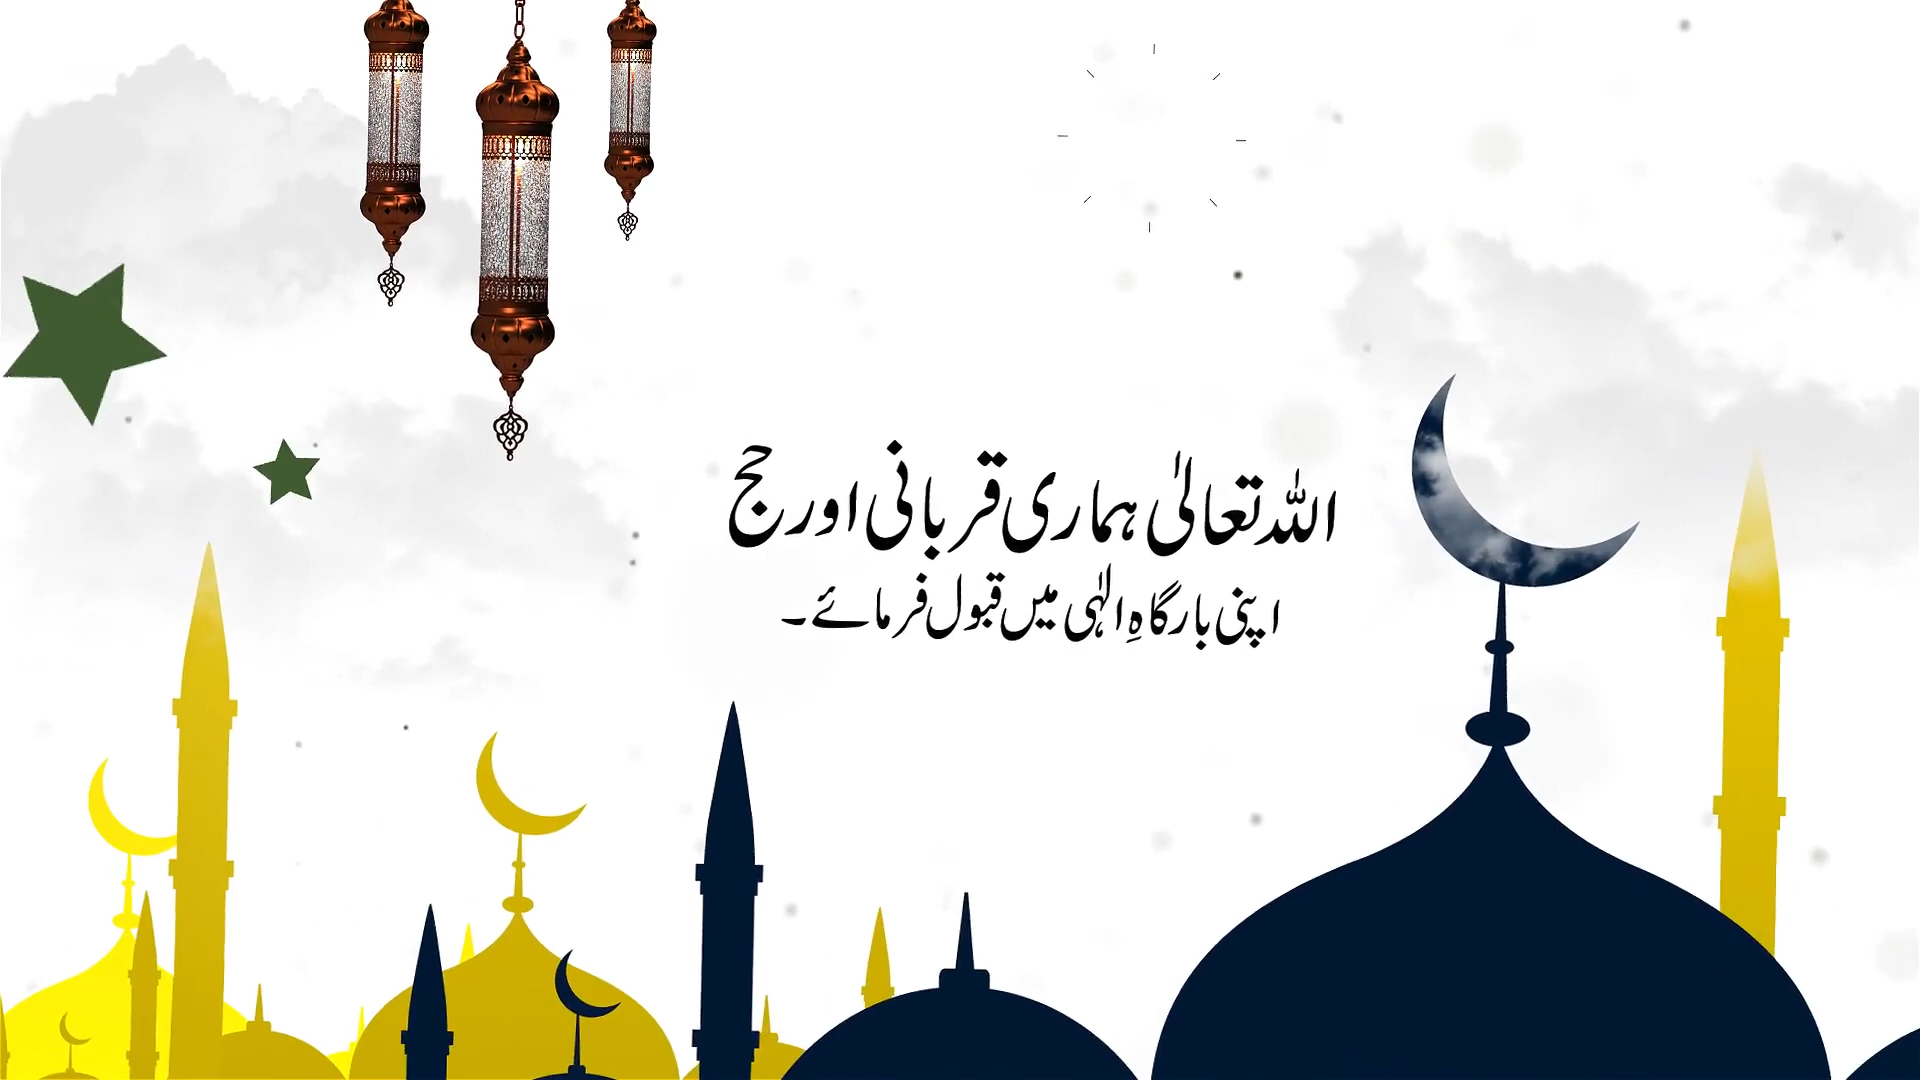 اللہ تعالیٰ ہماری قربانی اور حج
اپنی بارگاہِ الٰہی میں قبول فرمائے۔